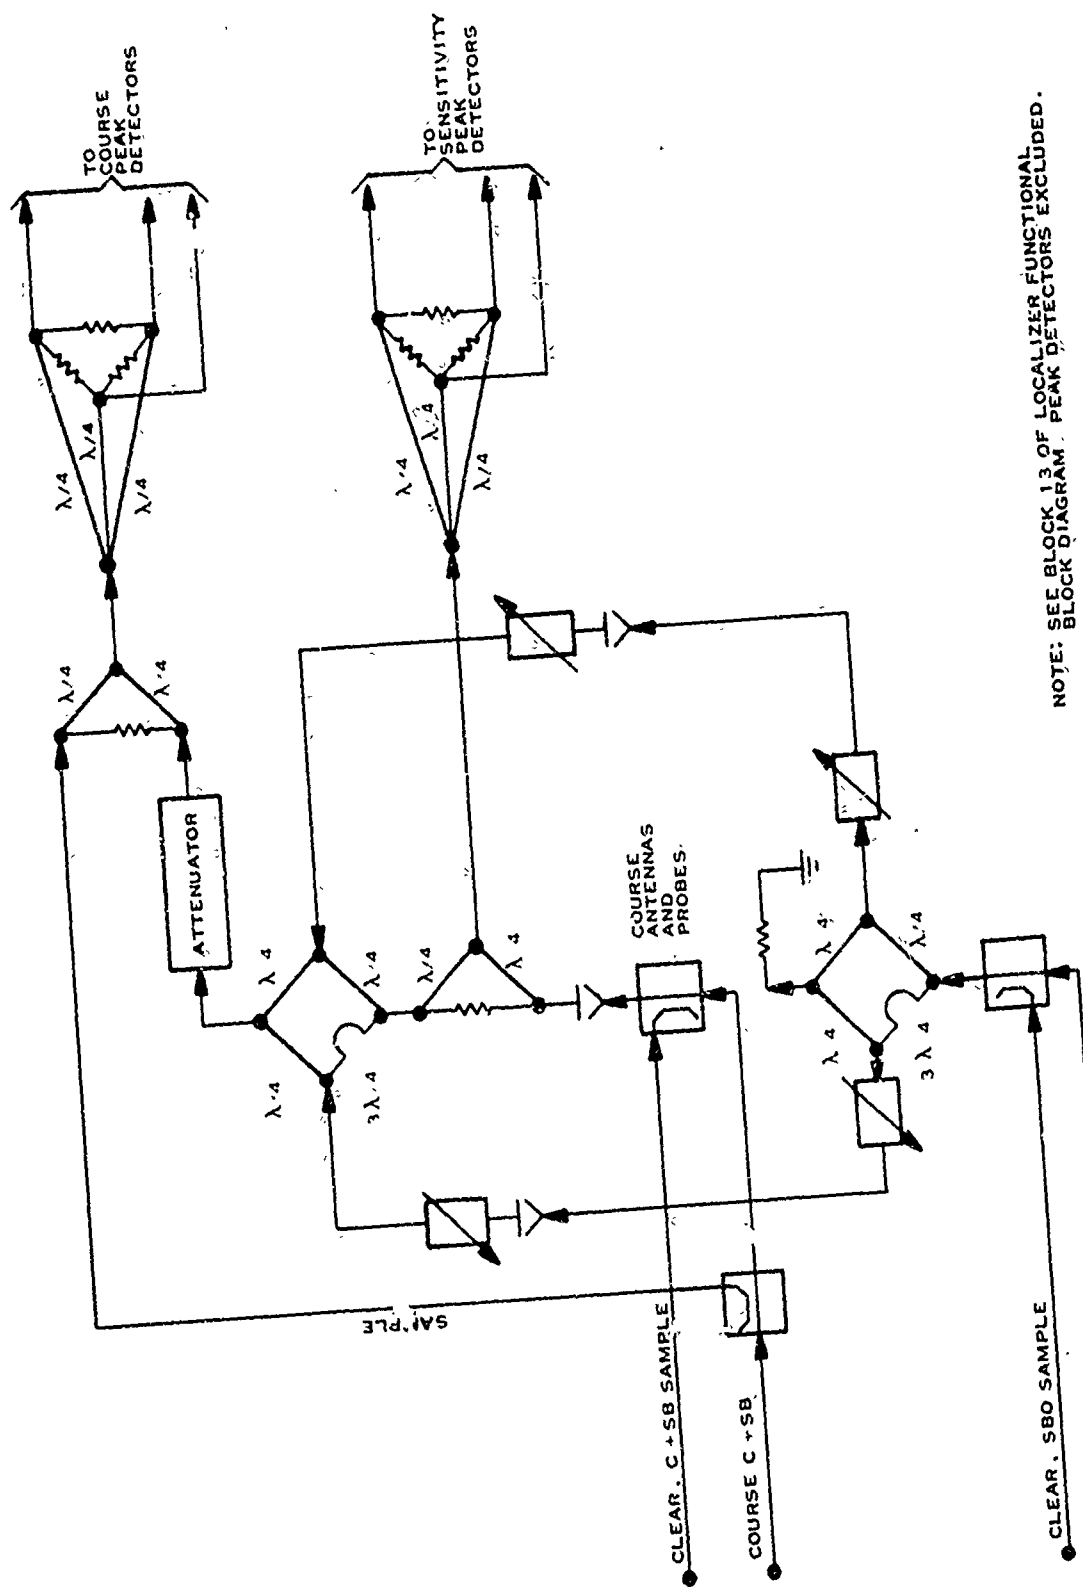 TO
COURSE
PEAK
DETECTORS
TO
SENSITIVITY
PEAK
DETECTORS
λ/4
λ/4
λ/4
λ/4
λ/4
λ/4
λ/4
λ/4
ATTENUATOR
λ 4
λ/4
λ·4
3λ/4
λ/4
λ 4
COURSE
ANTENNAS
AND
PROBES.
λ 4
λ/4
λ 4
3 λ 4
SAMPLE
CLEAR. C+SB SAMPLE
COURSE C+SB
CLEAR. SBO SAMPLE
NOTE: SEE BLOCK 13 OF LOCALIZER FUNCTIONAL
BLOCK DIAGRAM. PEAK DETECTORS EXCLUDED.